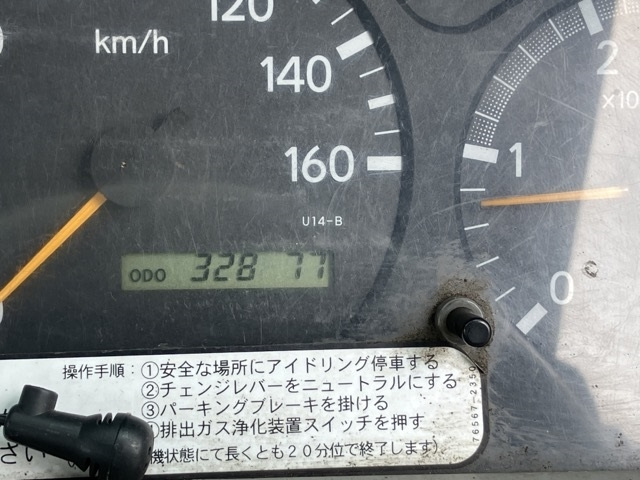 120
km/h
140
160
2
×10
1
U14-B
0
ODO 328 77
操作手順：①安全な場所にアイドリング停車する
②チェンジレバーをニュートラルにする
③パーキングブレーキを掛ける
排出ガス浄化装置スイッチを押す
機状態にて長くとも20分位で終了します)
さい
76567-2350